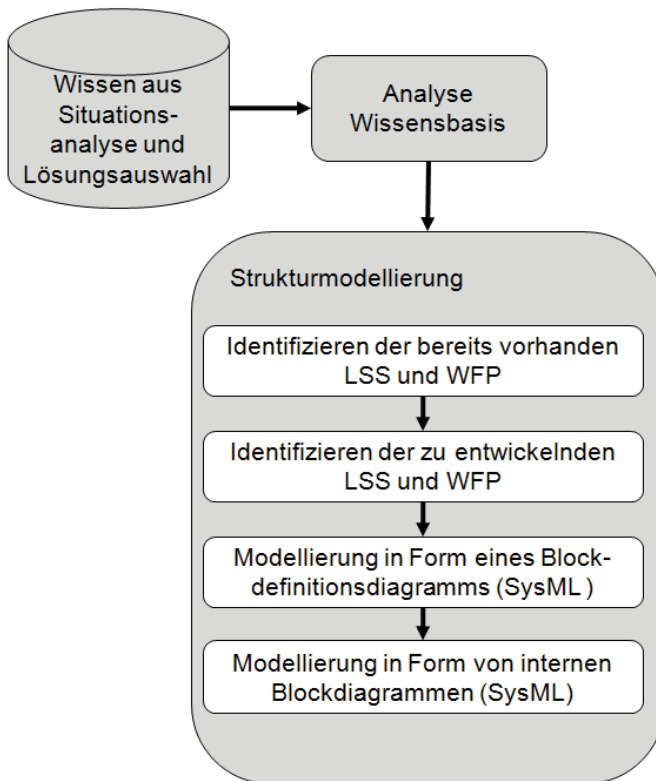 Wissen aus
Situations-
analyse und
Lösungsauswahl
Analyse
Wissensbasis
Strukturmodellierung
Identifizieren der bereits vorhanden
LSS und WFP
Identifizieren der zu entwickelnden
LSS und WFP
Modellierung in Form eines Block-
definitionsdiagramms (SysML )
Modellierung in Form von internen
Blockdiagrammen (SysML)